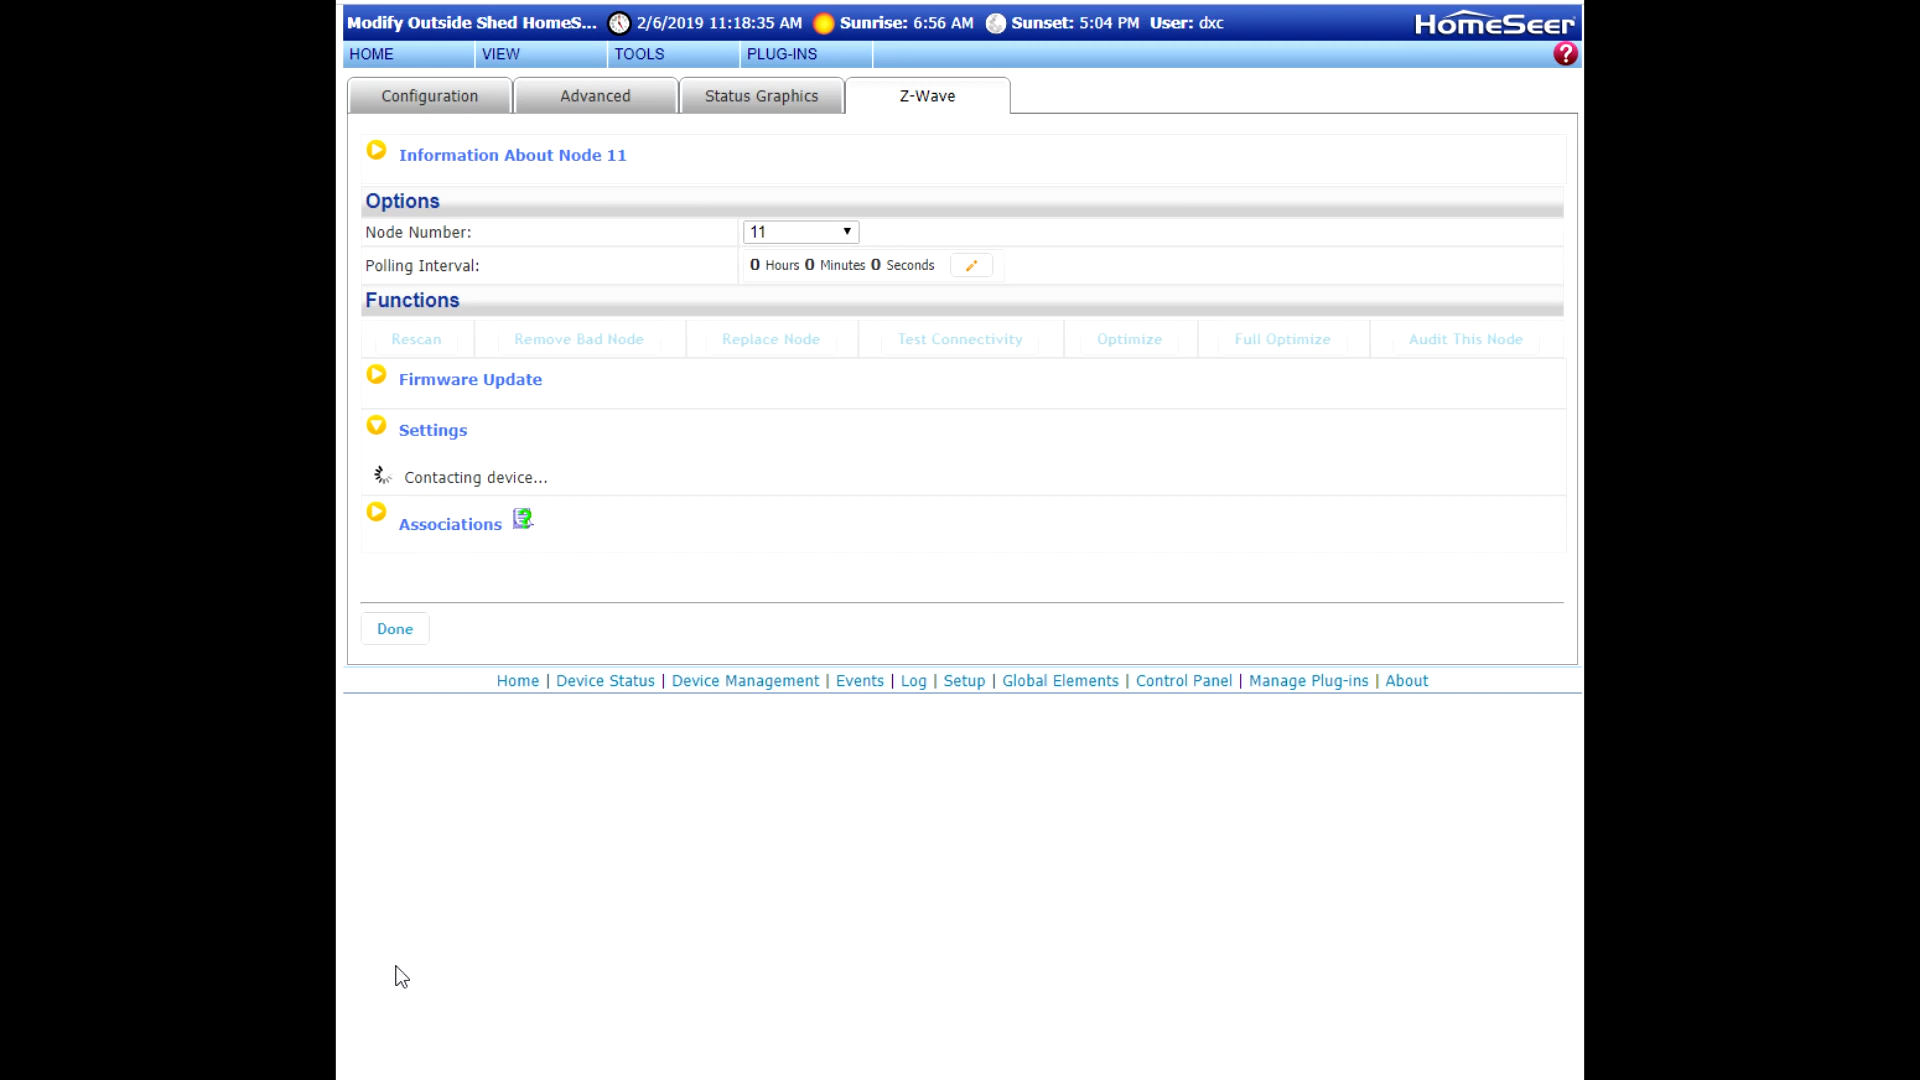 Modify Outside Shed HomeS... 2/6/2019 11:18:35 AM Sunrise: 6:56 AM Sunset: 5:04 PM User: dxc HomeSeer
HOME VIEW TOOLS PLUG-INS ?
Configuration Advanced Status Graphics Z-Wave
Information About Node 11
Options
Node Number: 11
Polling Interval: 0 Hours 0 Minutes 0 Seconds
Functions
Rescan Remove Bad Node Replace Node Test Connectivity Optimize Full Optimize Audit This Node
Firmware Update
Settings
Contacting device...
Associations
Done
Home | Device Status | Device Management | Events | Log | Setup | Global Elements | Control Panel | Manage Plug-ins | About